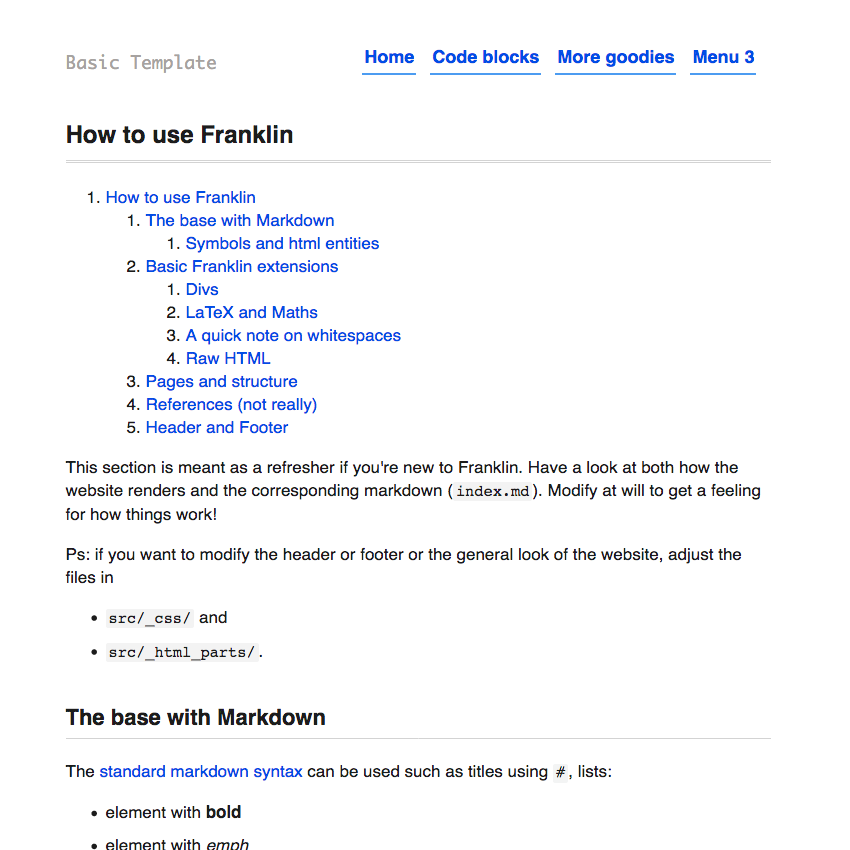 Basic Template
Home Code blocks More goodies Menu 3
How to use Franklin
1. How to use Franklin
1. The base with Markdown
1. Symbols and html entities
2. Basic Franklin extensions
1. Divs
2. LaTeX and Maths
3. A quick note on whitespaces
4. Raw HTML
3. Pages and structure
4. References (not really)
5. Header and Footer
This section is meant as a refresher if you're new to Franklin. Have a look at both how the
website renders and the corresponding markdown (index.md). Modify at will to get a feeling
for how things work!
Ps: if you want to modify the header or footer or the general look of the website, adjust the
files in
• src/_css/ and
• src/_html_parts/.
The base with Markdown
The standard markdown syntax can be used such as titles using #, lists:
• element with bold
• element with emph